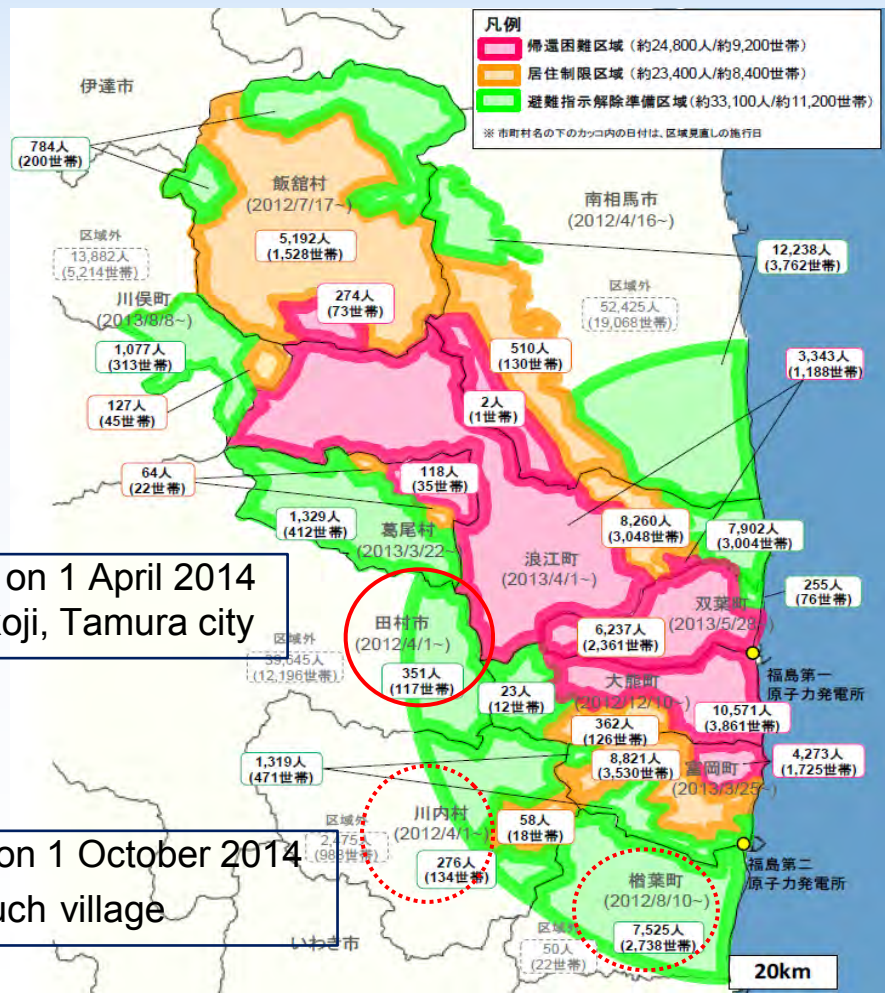 凡例
帰還困難区域 (約24,800人/約9,200世帯)
居住制限区域 (約23,400人/約8,400世帯)
避難指示解除準備区域 (約33,100人/約11,200世帯)
※ 市町村名の下のカッコ内の日付は、区域見直しの施行日
伊達市
784人
(200世帯)
飯舘村
(2012/7/17~)
南相馬市
(2012/4/16~)
区域外
13,882人
(5,214世帯)
5,192人
(1,528世帯)
12,238人
(3,762世帯)
川俣町
(2013/8/8~)
274人
(73世帯)
区域外
52,425人
(19,068世帯)
1,077人
(313世帯)
510人
(130世帯)
3,343人
(1,188世帯)
127人
(45世帯)
2人
(1世帯)
64人
(22世帯)
118人
(35世帯)
1,329人
(412世帯)
葛尾村
(2013/3/22~)
8,260人
(3,048世帯)
7,902人
(3,004世帯)
浪江町
(2013/4/1~)
on 1 April 2014
koji, Tamura city
田村市
(2012/4/1~)
双葉町
(2013/5/28~)
255人
(76世帯)
区域外
(12,196世帯)
6,237人
(2,361世帯)
351人
(117世帯)
23人
(12世帯)
大熊町
(2012/12/10~)
福島第一
原子力発電所
10,571人
(3,861世帯)
362人
(126世帯)
1,319人
(471世帯)
8,821人
(3,530世帯)
富岡町
(2013/3/25~)
4,273人
(1,725世帯)
川内村
(2012/4/1~)
58人
(18世帯)
区域外
2,475人
276人
(134世帯)
on 1 October 2014
uch village
楢葉町
(2012/8/10~)
福島第二
原子力発電所
7,525人
(2,738世帯)
いわき市
区域外
50人
(22世帯)
20km